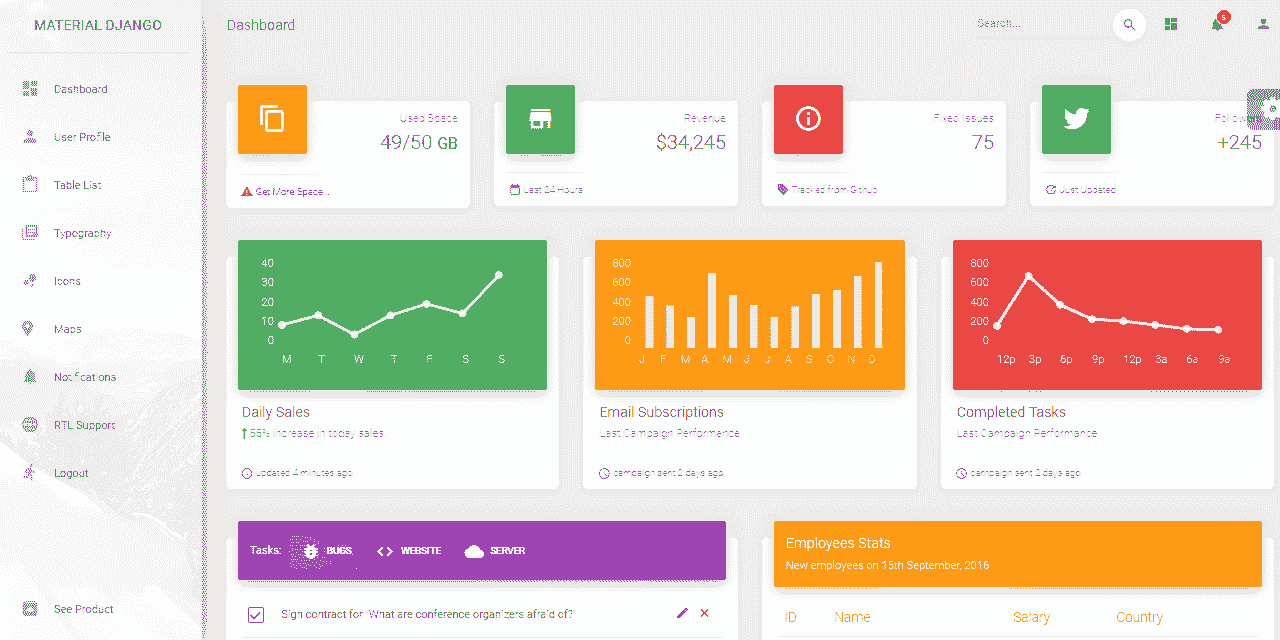 MATERIAL DJANGO
Dashboard
User Profile
Table List
Typography
Icons
Maps
Notifications
RTL Support
Logout
See Product
Dashboard
Search...
5
Used Space
49/50 GB
Get More Space...
Revenue
$34,245
Last 24 Hours
Fixed Issues
75
Tracked from Github
Follow
+245
Just Updated
40
30
20
10
0
M T W T F S S
Daily Sales
55% increase in today sales.
updated 4 minutes ago
800
600
400
200
0
J F M A M J J A S O N D
Email Subscriptions
Last Campaign Performance
campaign sent 2 days ago
800
600
400
200
0
12p 3p 6p 9p 12p 3a 6a 9a
Completed Tasks
Last Campaign Performance
campaign sent 2 days ago
Tasks: BUGS WEBSITE SERVER
Sign contract for "What are conference organizers afraid of?"
Employees Stats
New employees on 15th September, 2016
ID Name Salary Country